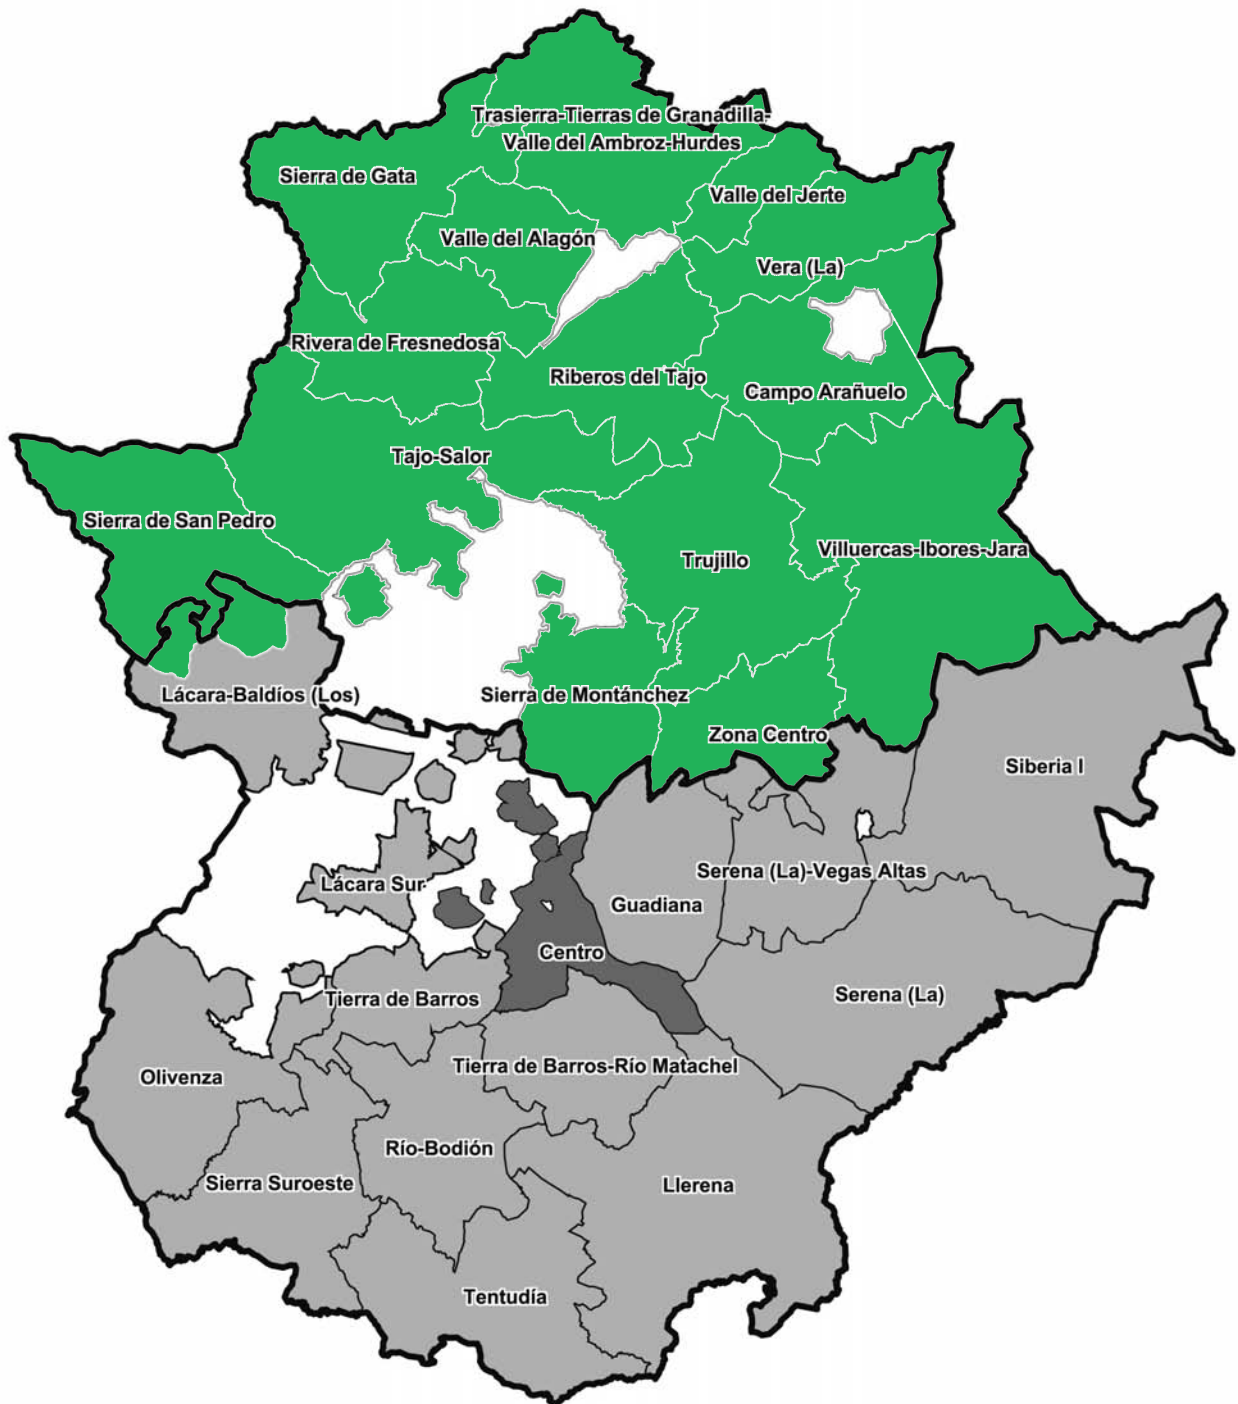 Trasierra-Tierras de Granadilla-
Valle del Ambroz-Hurdes
Sierra de Gata
Valle del Jerte
Valle del Alagón
Vera (La)
Rivera de Fresnedosa
Riberos del Tajo
Campo Arañuelo
Tajo-Salor
Sierra de San Pedro
Trujillo
Villuercas-Ibores-Jara
Lácara-Baldíos (Los)
Sierra de Montánchez
Zona Centro
Siberia I
Serena (La)-Vegas Altas
Lácara Sur
Guadiana
Centro
Serena (La)
Tierra de Barros
Tierra de Barros-Río Matachel
Olivenza
Río-Bodión
Sierra Suroeste
Llerena
Tentudía